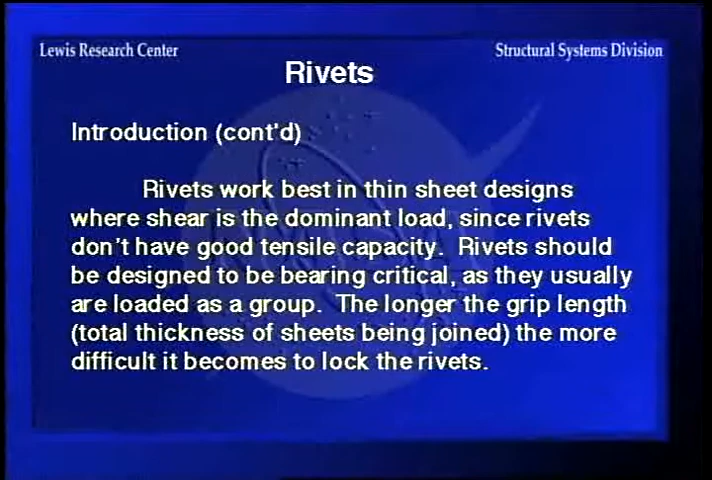 Lewis Research Center
Structural Systems Division
Rivets
Introduction (cont'd)
Rivets work best in thin sheet designs
where shear is the dominant load, since rivets
don't have good tensile capacity.  Rivets should
be designed to be bearing critical, as they usually
are loaded as a group.  The longer the grip length
(total thickness of sheets being joined) the more
difficult it becomes to lock the rivets.